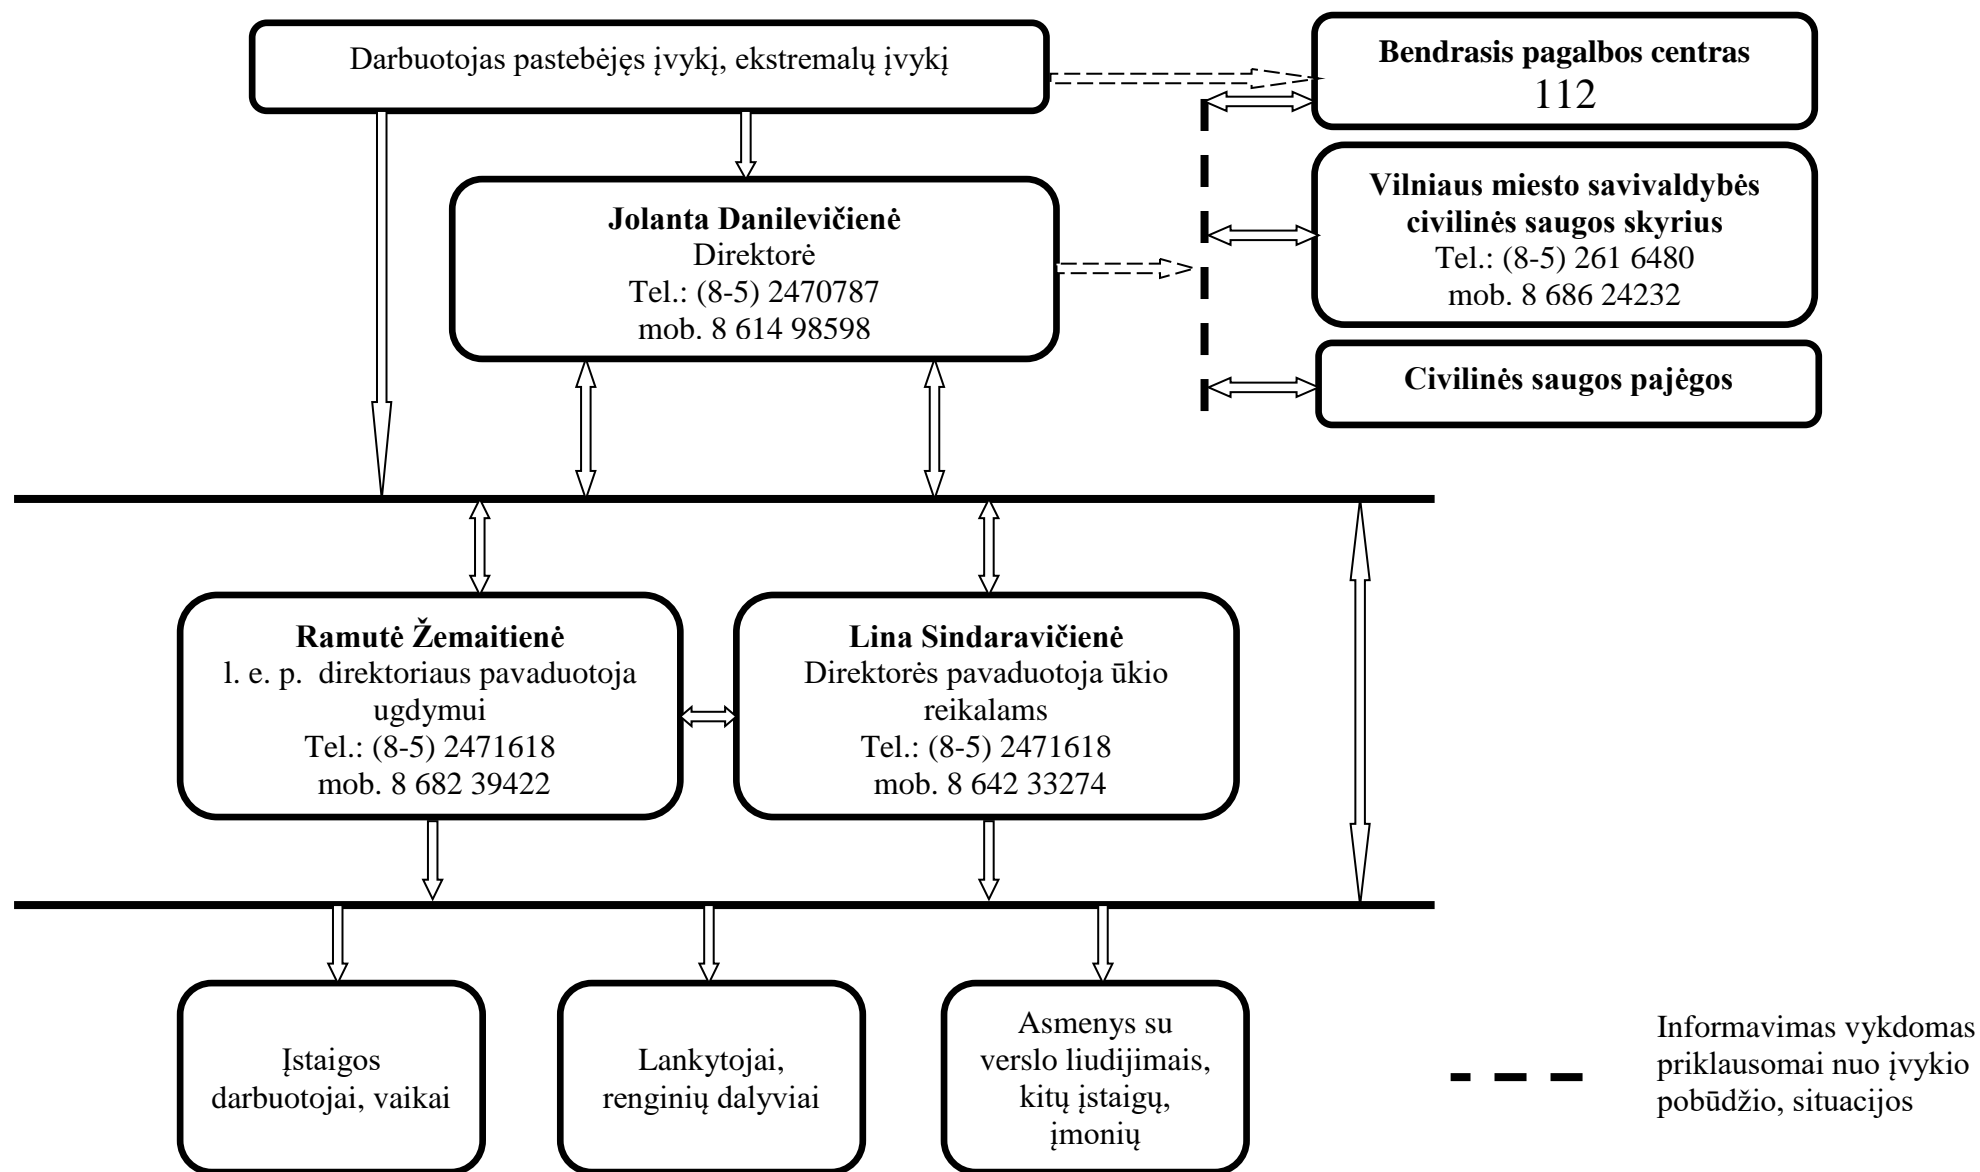 Darbuotojas pastebėjęs įvykį, ekstremalų įvykį
Bendrasis pagalbos centras
112
Vilniaus miesto savivaldybės
civilinės saugos skyrius
Tel.: (8-5) 261 6480
mob. 8 686 24232
Jolanta Danilevičienė
Direktorė
Tel.: (8-5) 2470787
mob. 8 614 98598
Civilinės saugos pajėgos
Ramutė Žemaitienė
l. e. p.  direktoriaus pavaduotoja
ugdymui
Tel.: (8-5) 2471618
mob. 8 682 39422
Lina Sindaravičienė
Direktorės pavaduotoja ūkio
reikalams
Tel.: (8-5) 2471618
mob. 8 642 33274
Įstaigos
darbuotojai, vaikai
Lankytojai,
renginių dalyviai
Asmenys su
verslo liudijimais,
kitų įstaigų,
įmonių
Informavimas vykdomas
priklausomai nuo įvykio
pobūdžio, situacijos